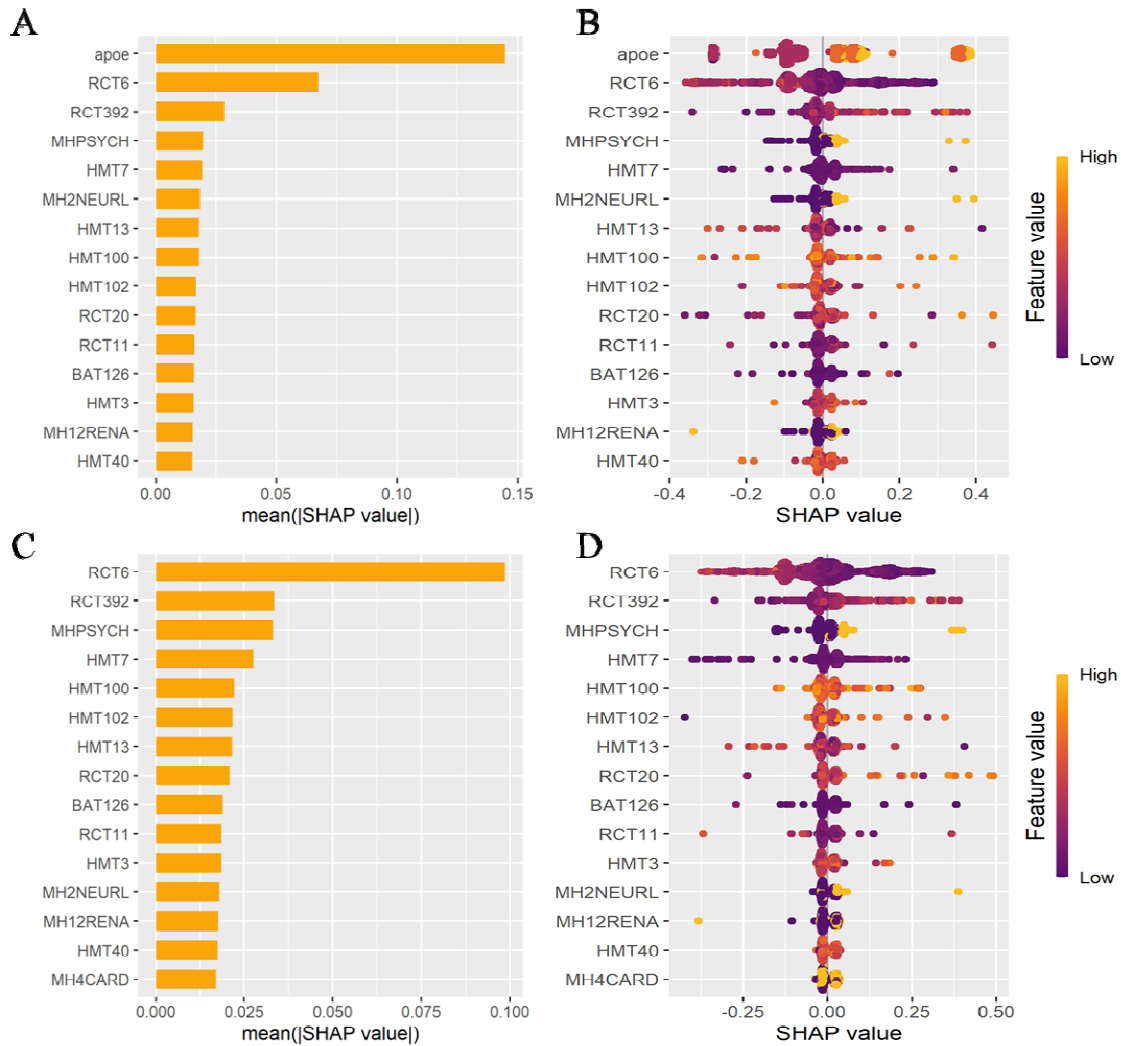 A
apoe
RCT6
RCT392
MHPSYCH
HMT7
MH2NEURL
HMT13
HMT100
HMT102
RCT20
RCT11
BAT126
HMT3
MH12RENA
HMT40
0.00 0.05 0.10 0.15
mean(|SHAP value|)
B
apoe
RCT6
RCT392
MHPSYCH
HMT7
MH2NEURL
HMT13
HMT100
HMT102
RCT20
RCT11
BAT126
HMT3
MH12RENA
HMT40
-0.4 -0.2 0.0 0.2 0.4
SHAP value
High
Low
Feature value
C
RCT6
RCT392
MHPSYCH
HMT7
HMT100
HMT102
HMT13
RCT20
BAT126
RCT11
HMT3
MH2NEURL
MH12RENA
HMT40
MH4CARD
0.000 0.025 0.050 0.075 0.100
mean(|SHAP value|)
D
RCT6
RCT392
MHPSYCH
HMT7
HMT100
HMT102
HMT13
RCT20
BAT126
RCT11
HMT3
MH2NEURL
MH12RENA
HMT40
MH4CARD
-0.25 0.00 0.25 0.50
SHAP value
High
Low
Feature value